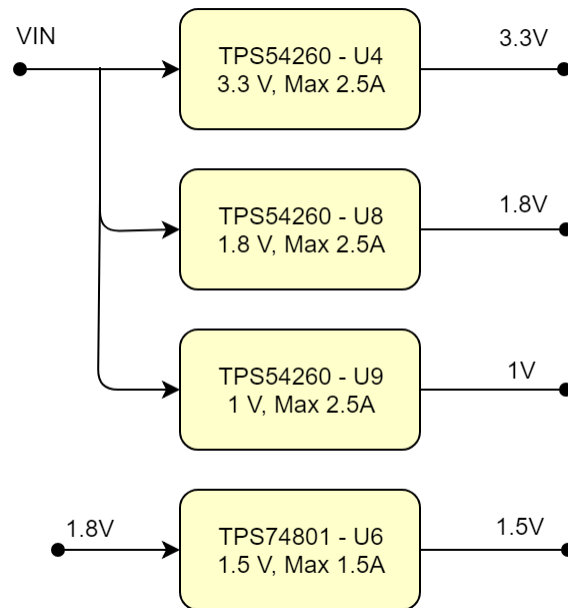 VIN
TPS54260 - U4
3.3 V, Max 2.5A
3.3V
TPS54260 - U8
1.8 V, Max 2.5A
1.8V
TPS54260 - U9
1 V, Max 2.5A
1V
1.8V
TPS74801 - U6
1.5 V, Max 1.5A
1.5V